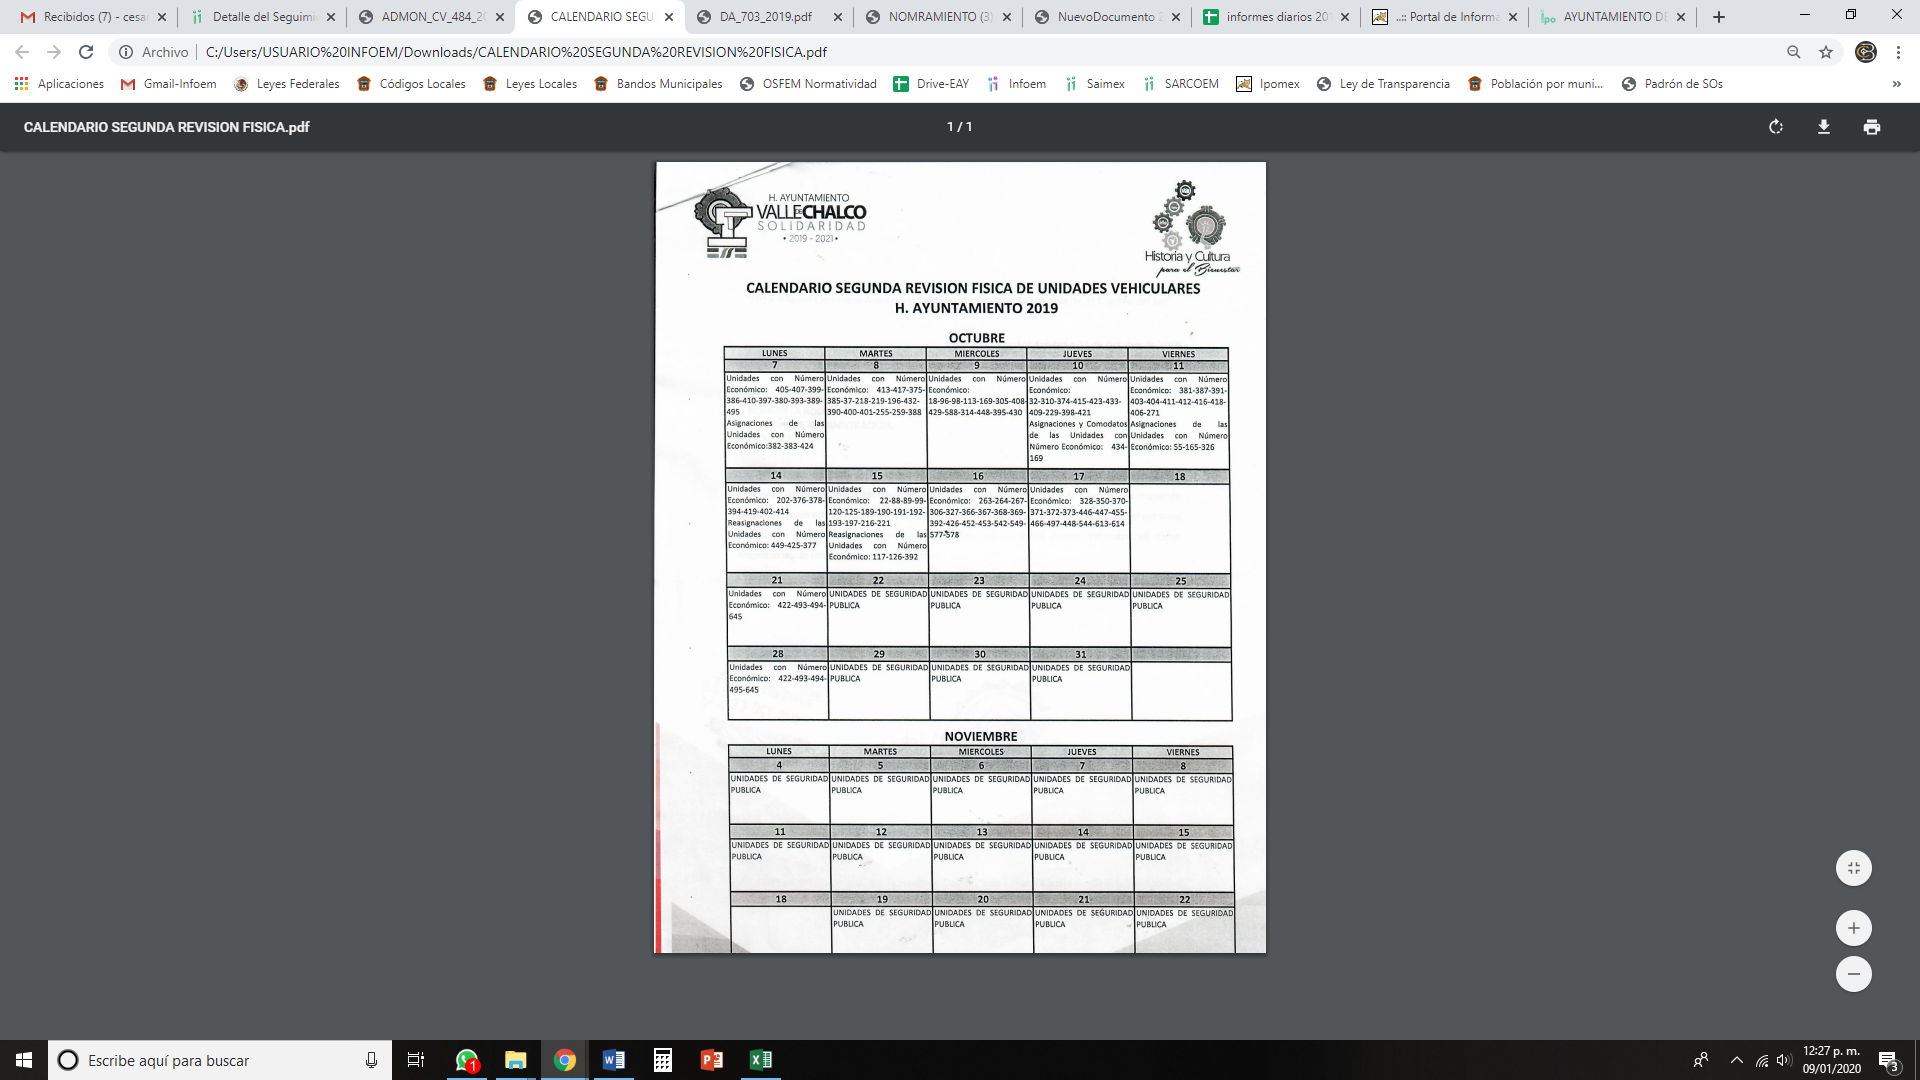 Recibidos (7) - cesa
Detalle del Seguimi
ADMON_CV_484_20
CALENDARIO SEGU
DA_703_2019.pdf
NOMRAMIENTO (3)
NuevoDocumento 2
informes diarios 201
..:: Portal de Informa
AYUNTAMIENTO DE
Archivo
C:/Users/USUARIO%20INFOEM/Downloads/CALENDARIO%20SEGUNDA%20REVISION%20FISICA.pdf
Aplicaciones
Gmail-Infoem
Leyes Federales
Códigos Locales
Leyes Locales
Bandos Municipales
OSFEM Normatividad
Drive-EAY
Infoem
Saimex
SARCOEM
Ipomex
Ley de Transparencia
Población por muni...
Padrón de SOs
»
CALENDARIO SEGUNDA REVISION FISICA.pdf
1 / 1
H. AYUNTAMIENTO
VALLE DE CHALCO
SOLIDARIDAD
• 2019 - 2021 •
Historia y Cultura
para el Bienestar
CALENDARIO SEGUNDA REVISION FISICA DE UNIDADES VEHICULARES
H. AYUNTAMIENTO 2019
OCTUBRE
LUNES MARTES MIERCOLES JUEVES VIERNES
7 8 9 10 11
Unidades con Número
Económico: 405-407-399-
386-410-397-380-393-389-
495
Asignaciones de las
Unidades con Número
Económico:382-383-424
Unidades con Número
Económico: 413-417-375-
385-37-218-219-196-432-
390-400-401-255-259-388
Unidades con Número
Económico:
18-96-98-113-169-305-408-
429-588-314-448-395-430
Unidades con Número
Económico:
32-310-374-415-423-433-
409-229-398-421
Asignaciones y Comodatos
de las Unidades con
Número Económico: 434-
169
Unidades con Número
Económico: 381-387-391-
403-404-411-412-416-418-
406-271
Asignaciones de las
Unidades con Número
Económico: 55-165-326
14 15 16 17 18
Unidades con Número
Económico: 202-376-378-
394-419-402-414
Reasignaciones de las
Unidades con Número
Económico: 449-425-377
Unidades con Número
Económico: 22-88-89-99-
120-125-189-190-191-192-
193-197-216-221
Reasignaciones de las
Unidades con Número
Económico: 117-126-392
Unidades con Número
Económico: 263-264-267-
306-327-366-367-368-369-
392-426-452-453-542-549-
577-578
Unidades con Número
Económico: 328-350-370-
371-372-373-446-447-455-
466-497-448-544-613-614
21 22 23 24 25
Unidades con Número
Económico: 422-493-494-
645
UNIDADES DE SEGURIDAD
PUBLICA
UNIDADES DE SEGURIDAD
PUBLICA
UNIDADES DE SEGURIDAD
PUBLICA
UNIDADES DE SEGURIDAD
PUBLICA
28 29 30 31
Unidades con Número
Económico: 422-493-494-
495-645
UNIDADES DE SEGURIDAD
PUBLICA
UNIDADES DE SEGURIDAD
PUBLICA
UNIDADES DE SEGURIDAD
PUBLICA
NOVIEMBRE
LUNES MARTES MIERCOLES JUEVES VIERNES
4 5 6 7 8
UNIDADES DE SEGURIDAD
PUBLICA
UNIDADES DE SEGURIDAD
PUBLICA
UNIDADES DE SEGURIDAD
PUBLICA
UNIDADES DE SEGURIDAD
PUBLICA
UNIDADES DE SEGURIDAD
PUBLICA
11 12 13 14 15
UNIDADES DE SEGURIDAD
PUBLICA
UNIDADES DE SEGURIDAD
PUBLICA
UNIDADES DE SEGURIDAD
PUBLICA
UNIDADES DE SEGURIDAD
PUBLICA
UNIDADES DE SEGURIDAD
PUBLICA
18 19 20 21 22
UNIDADES DE SEGURIDAD
PUBLICA
UNIDADES DE SEGURIDAD
PUBLICA
UNIDADES DE SEGURIDAD
PUBLICA
UNIDADES DE SEGURIDAD
PUBLICA
Escribe aquí para buscar
1
12:27 p. m.
09/01/2020
3